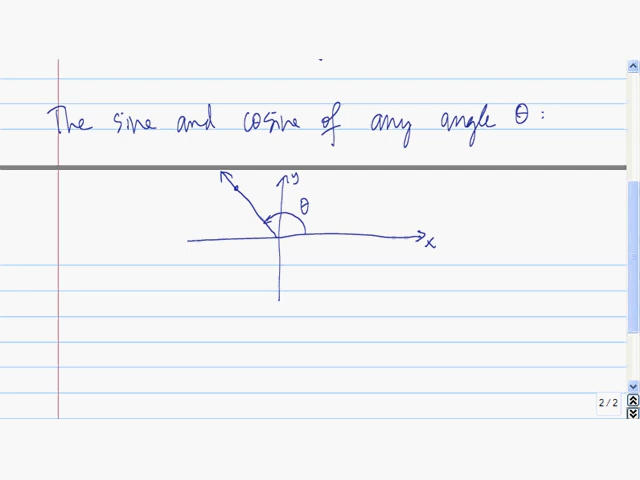 The sine and cosine of any angle θ :
y
θ
x
2 / 2